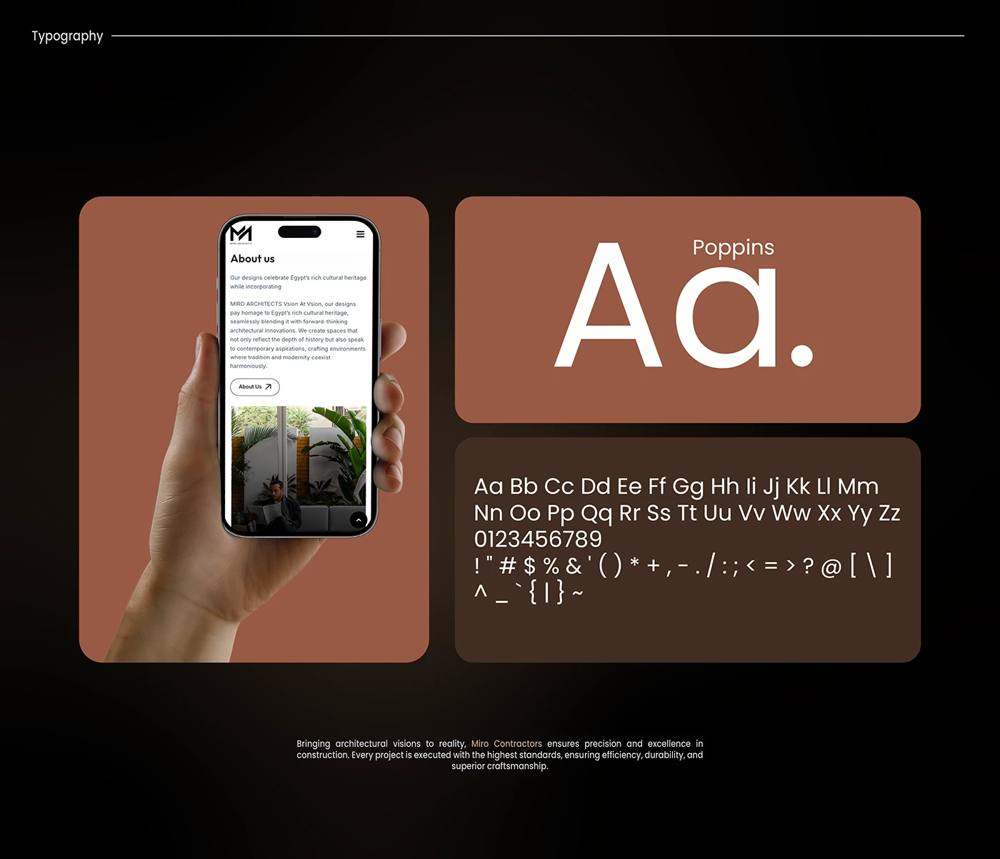 Typography
About us
Our designs celebrate Egypt's rich cultural heritage
while incorporating
MIRO ARCHITECTS Vsion At Vsion, our designs
pay homage to Egypt's rich cultural heritage,
seamlessly blending it with forward-thinking
architectural innovations. We create spaces that
not only reflect the depth of history but also speak
to contemporary aspirations, crafting environments
where tradition and modernity coexist
harmoniously.
About Us
Poppins
Aa.
Aa Bb Cc Dd Ee Ff Gg Hh Ii Jj Kk Ll Mm
Nn Oo Pp Qq Rr Ss Tt Uu Vv Ww Xx Yy Zz
0123456789
! " # $ % & ' ( ) * + , - . / : ; < = > ? @ [ \ ]
^ _ ` { | } ~
Bringing architectural visions to reality, Miro Contractors ensures precision and excellence in
construction. Every project is executed with the highest standards, ensuring efficiency, durability, and
superior craftsmanship.